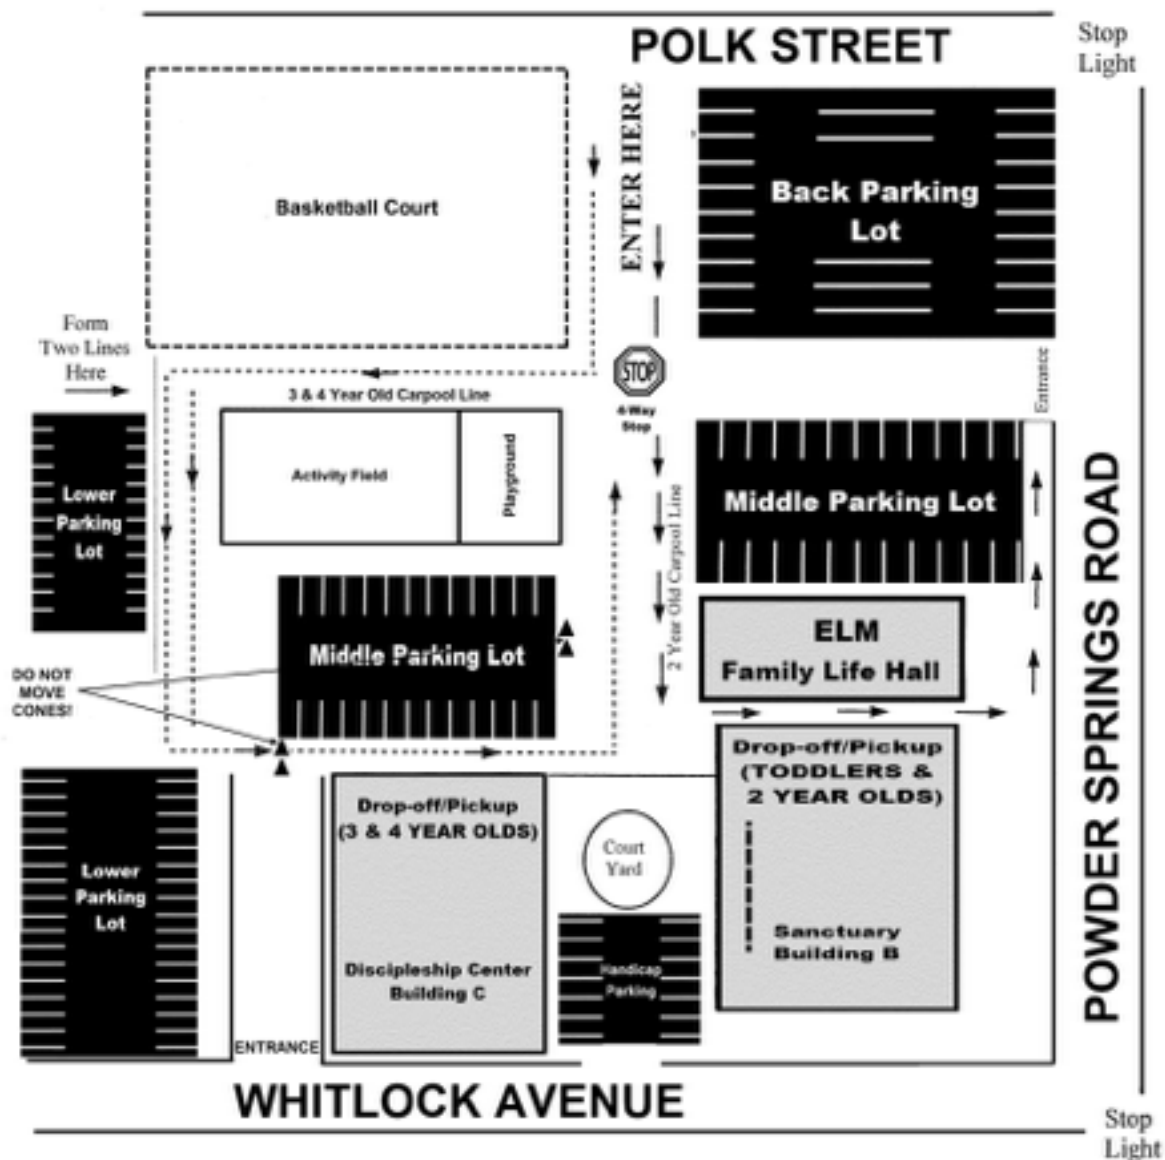 POLK STREET
Stop
Light
ENTER HERE
Back Parking
Lot
Basketball Court
Form
Two Lines
Here
STOP
4-Way
Stop
Entrance
3 & 4 Year Old Carpool Line
Activity Field
Playground
2 Year Old Carpool Line
Middle Parking Lot
Lower
Parking
Lot
POWDER SPRINGS ROAD
ELM
Family Life Hall
Middle Parking Lot
DO NOT
MOVE
CONES!
Drop-off/Pickup
(TODDLERS &
2 YEAR OLDS)
Drop-off/Pickup
(3 & 4 YEAR OLDS)
Court
Yard
Lower
Parking
Lot
Sanctuary
Building B
Discipleship Center
Building C
Handicap
Parking
ENTRANCE
WHITLOCK AVENUE
Stop
Light